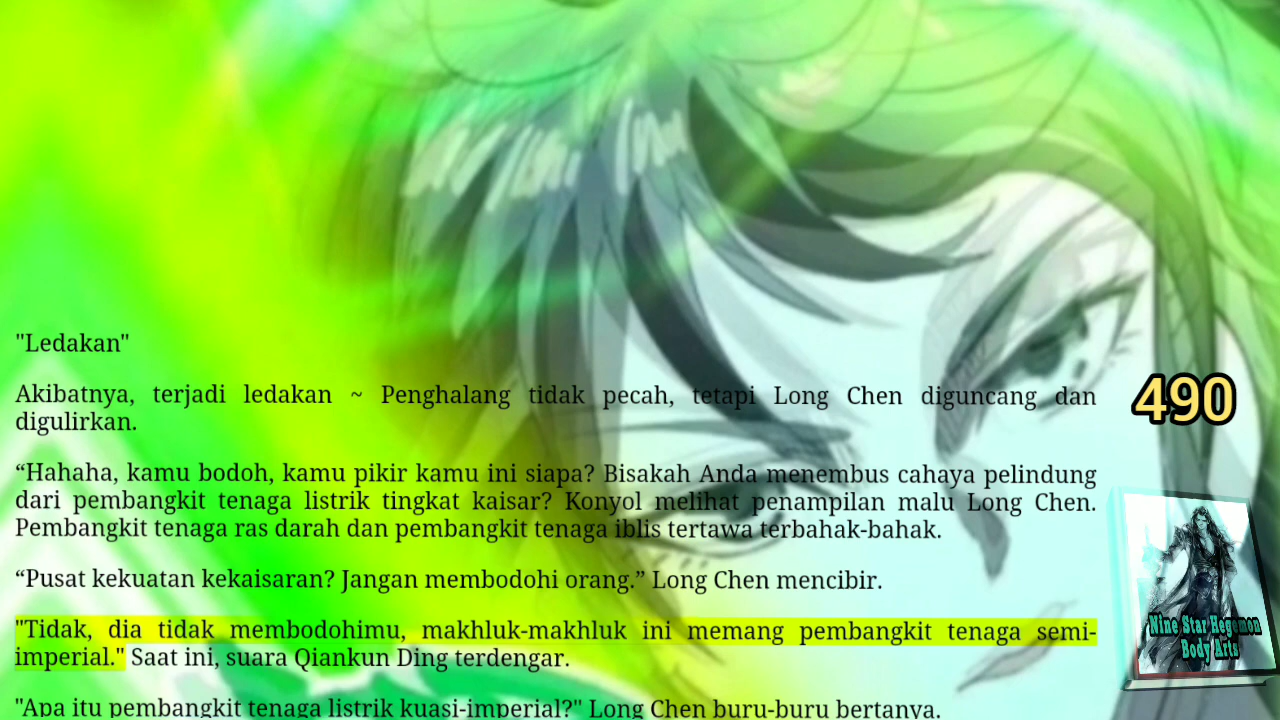 "Ledakan"
Akibatnya, terjadi ledakan ~ Penghalang tidak pecah, tetapi Long Chen diguncang dan
digulirkan.
“Hahaha, kamu bodoh, kamu pikir kamu ini siapa? Bisakah Anda menembus cahaya pelindung
dari pembangkit tenaga listrik tingkat kaisar? Konyol melihat penampilan malu Long Chen.
Pembangkit tenaga ras darah dan pembangkit tenaga iblis tertawa terbahak-bahak.
“Pusat kekuatan kekaisaran? Jangan membodohi orang.” Long Chen mencibir.
"Tidak, dia tidak membodohimu, makhluk-makhluk ini memang pembangkit tenaga semi-
imperial." Saat ini, suara Qiankun Ding terdengar.
"Apa itu pembangkit tenaga listrik kuasi-imperial?" Long Chen buru-buru bertanya.
490
Nine Star Hegemon
Body Arts